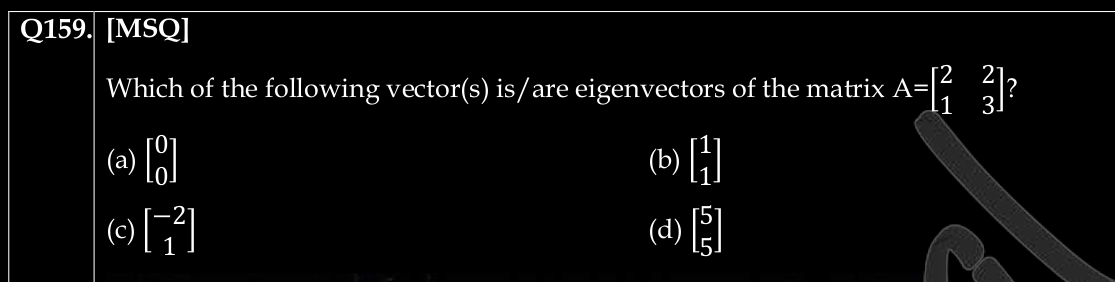 Q159. [MSQ]
Which of the following vector(s) is/are eigenvectors of the matrix A=[2 2
1 3]?
(a) [0
0]
(b) [1
1]
(c) [−2
1]
(d) [5
5]